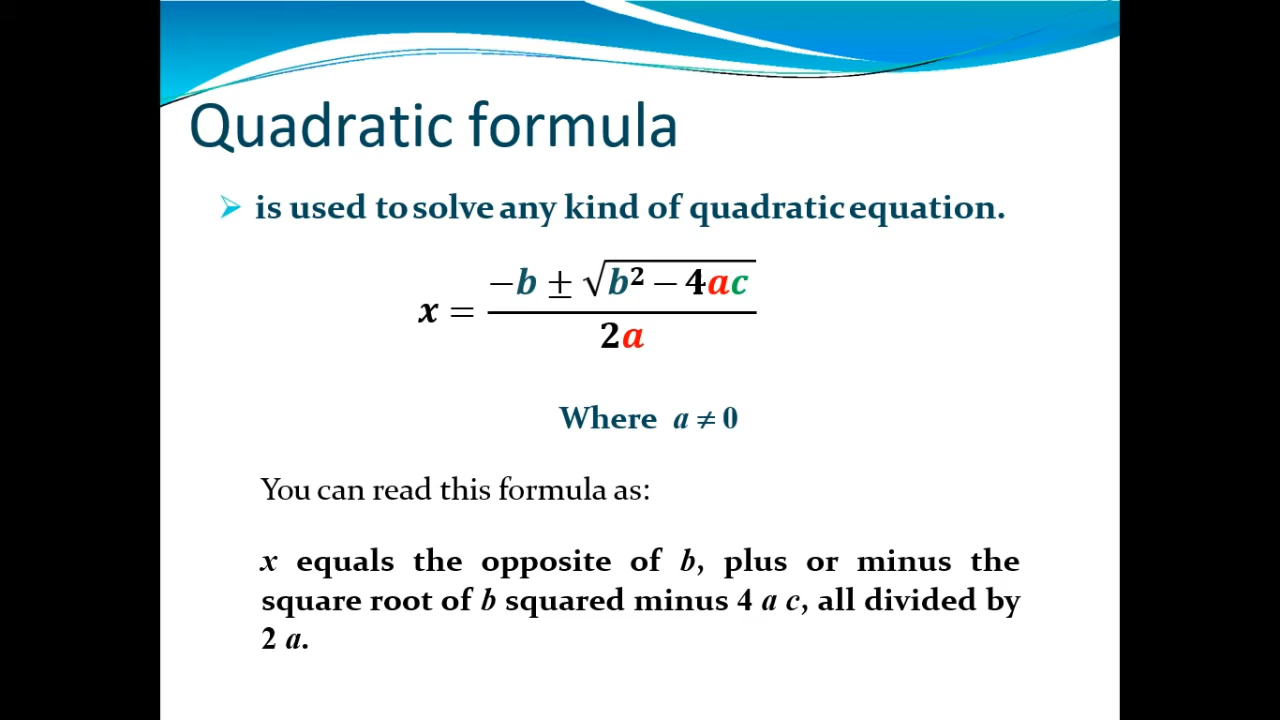 Quadratic formula
is used to solve any kind of quadratic equation.
x = \frac{-b ± \sqrt{b² − 4ac}}{2a}
Where a ≠ 0
You can read this formula as:
x equals the opposite of b, plus or minus the
square root of b squared minus 4 a c, all divided by
2 a.